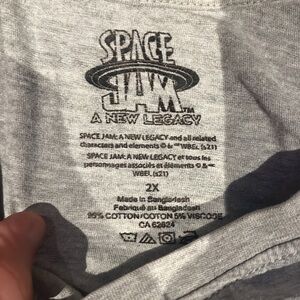 SPACE
JAM™
A NEW LEGACY
SPACE JAM: A NEW LEGACY and all related
characters and elements © & ™ WBEI. (s21)
SPACE JAM: A NEW LEGACY et tous les
personnages associés et éléments © & ™
WBEI. (s21)
2X
Made in Bangladesh
Fabriqué au Bangladesh
95% COTTON/COTON 5% VISCOSE
CA 62624